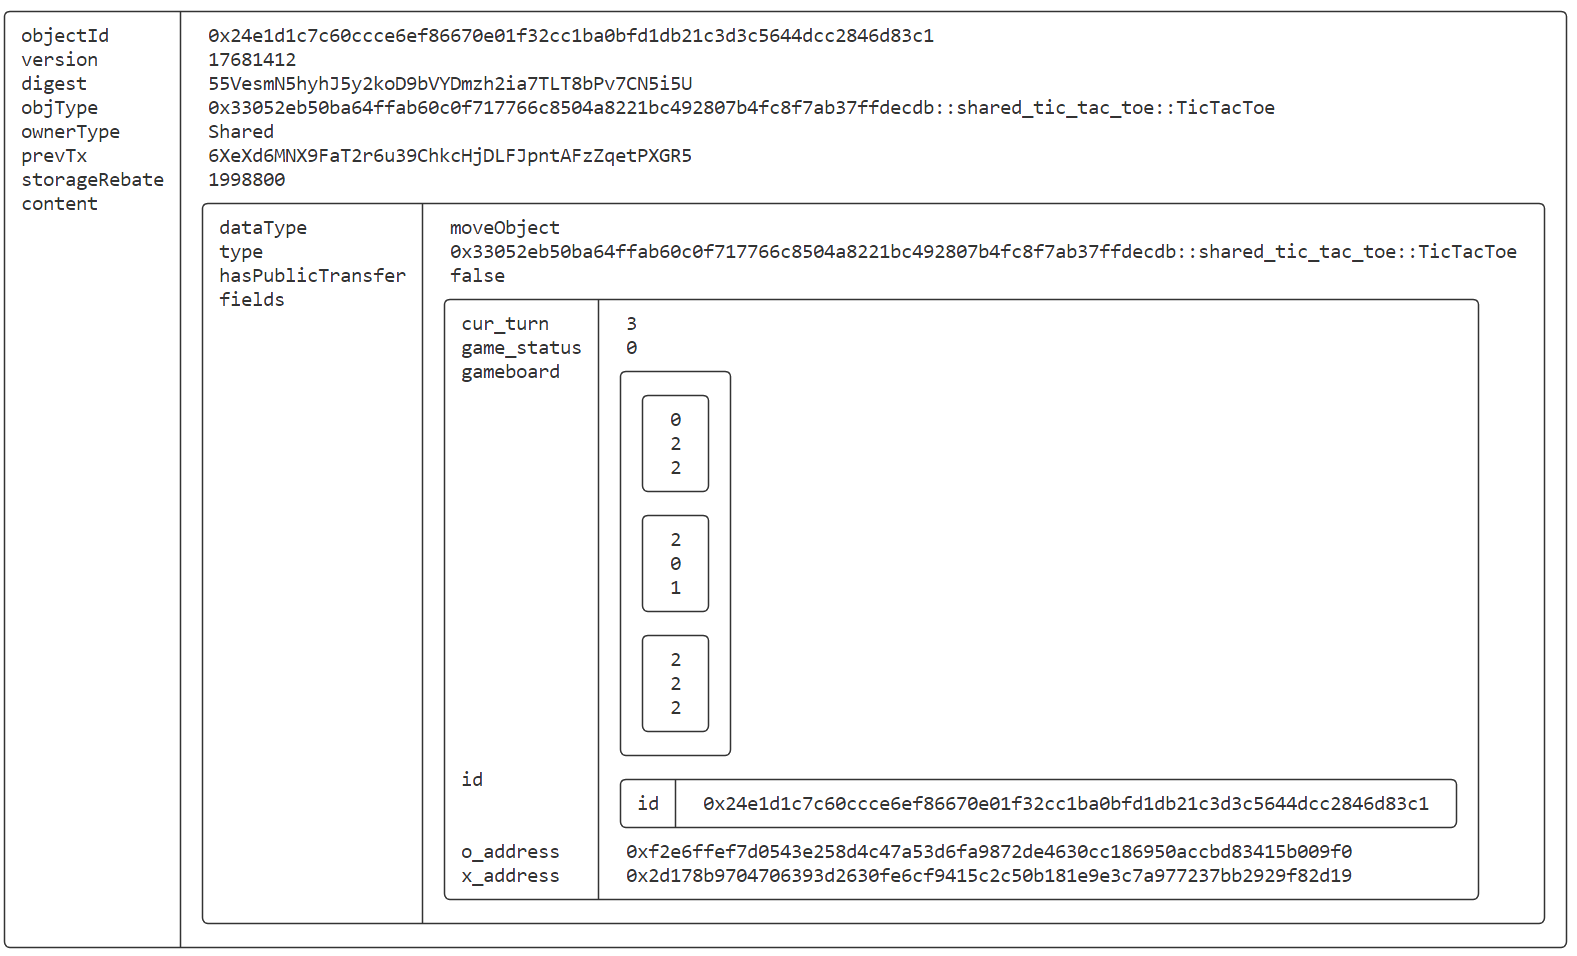 objectId 0x24e1d1c7c60ccce6ef86670e01f32cc1ba0bfd1db21c3d3c5644dcc2846d83c1
version 17681412
digest 55VesmN5hyhJ5y2koD9bVYDmzh2ia7TLT8bPv7CN5i5U
objType 0x33052eb50ba64ffab60c0f717766c8504a8221bc492807b4fc8f7ab37ffdecdb::shared_tic_tac_toe::TicTacToe
ownerType Shared
prevTx 6XeXd6MNX9FaT2r6u39ChkcHjDLFJpntAFzZqetPXGR5
storageRebate 1998800
content
dataType moveObject
type 0x33052eb50ba64ffab60c0f717766c8504a8221bc492807b4fc8f7ab37ffdecdb::shared_tic_tac_toe::TicTacToe
hasPublicTransfer false
fields
cur_turn 3
game_status 0
gameboard
0
2
2
2
0
1
2
2
2
id
id 0x24e1d1c7c60ccce6ef86670e01f32cc1ba0bfd1db21c3d3c5644dcc2846d83c1
o_address 0xf2e6ffef7d0543e258d4c47a53d6fa9872de4630cc186950accbd83415b009f0
x_address 0x2d178b9704706393d2630fe6cf9415c2c50b181e9e3c7a977237bb2929f82d19